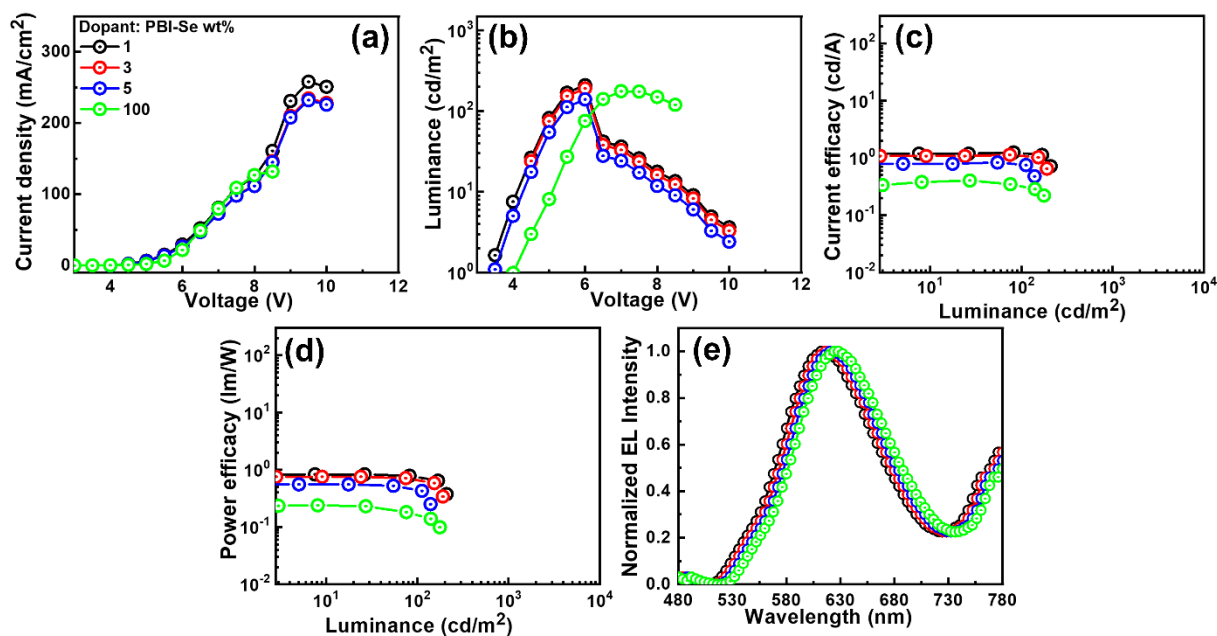 Dopant: PBI-Se wt%
1
3
5
100
(a)
Current density (mA/cm²)
300
250
200
150
100
50
0
4 6 8 10 12
Voltage (V)
(b)
Luminance (cd/m²)
10³
10²
10¹
10⁰
4 6 8 10 12
Voltage (V)
(c)
Current efficacy (cd/A)
10²
10¹
10⁰
10⁻¹
10⁻²
10¹ 10² 10³ 10⁴
Luminance (cd/m²)
(d)
Power efficacy (lm/W)
10²
10¹
10⁰
10⁻¹
10⁻²
10¹ 10² 10³ 10⁴
Luminance (cd/m²)
(e)
Normalized EL Intensity
1.0
0.8
0.6
0.4
0.2
0.0
480 530 580 630 680 730 780
Wavelength (nm)